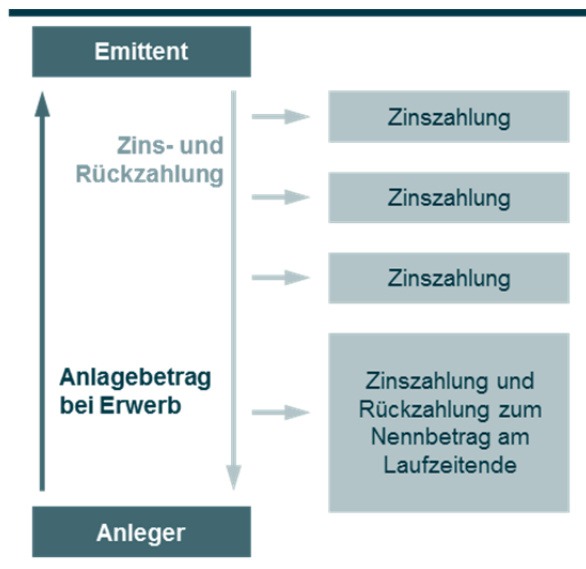 Emittent
Zins- und
Rückzahlung
Zinszahlung
Zinszahlung
Zinszahlung
Anlagebetrag
bei Erwerb
Zinszahlung und
Rückzahlung zum
Nennbetrag am
Laufzeitende
Anleger